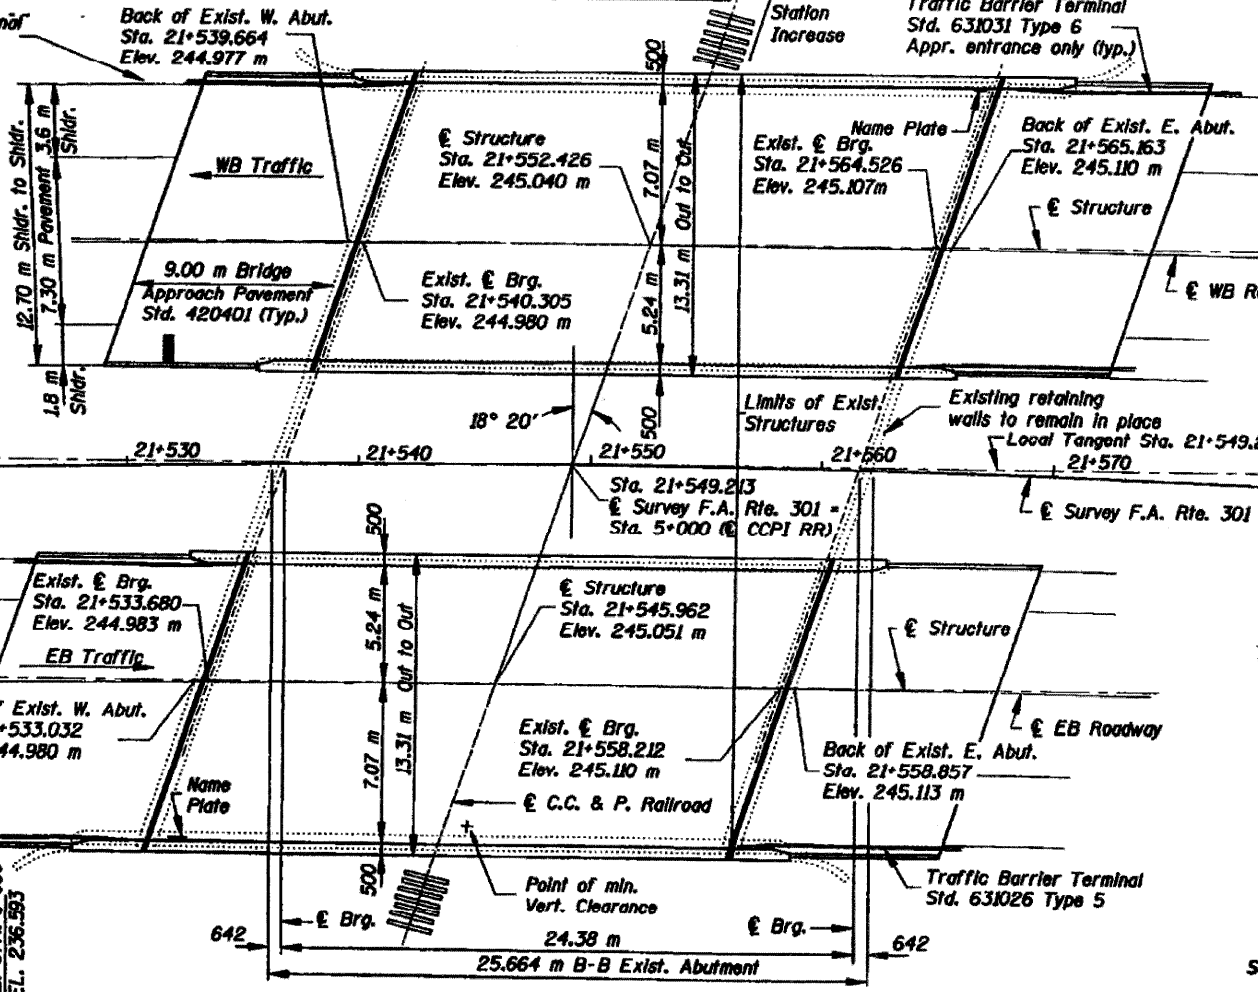 Back of Exist. W. Abut.
Sta. 21+539.664
Elev. 244.977 m
Station
Increase
Traffic Barrier Terminal
Std. 631031 Type 6
Appr. entrance only (typ.)
500
12.70 m Shldr. to Shldr.
7.30 m Pavement
3.6 m
Shldr.
WB Traffic
℄ Structure
Sta. 21+552.426
Elev. 245.040 m
7.07 m
13.31 m Out to Out
Name Plate
Exist. ℄ Brg.
Sta. 21+564.526
Elev. 245.107m
Back of Exist. E. Abut.
Sta. 21+565.163
Elev. 245.110 m
℄ Structure
9.00 m Bridge
Approach Pavement
Std. 420401 (Typ.)
Exist. ℄ Brg.
Sta. 21+540.305
Elev. 244.980 m
5.24 m
℄ WB
1.8 m
Shldr.
18° 20'
500
Limits of Exist.
Structures
Existing retaining
walls to remain in place
Local Tangent Sta. 21+549.2
21+530
21+540
21+550
21+560
21+570
Sta. 21+549.213
℄ Survey F.A. Rte. 301 =
Sta. 5+000 (℄ CCPI RR)
℄ Survey F.A. Rte. 301
500
Exist. ℄ Brg.
Sta. 21+533.680
Elev. 244.983 m
EB Traffic
5.24 m
13.31 m Out to Out
℄ Structure
Sta. 21+545.962
Elev. 245.051 m
℄ Structure
Exist. W. Abut.
+533.032
44.980 m
7.07 m
Exist. ℄ Brg.
Sta. 21+558.212
Elev. 245.110 m
℄ EB Roadway
Back of Exist. E. Abut.
Sta. 21+558.857
Elev. 245.113 m
Name
Plate
℄ C.C. & P. Railroad
500
Point of min.
Vert. Clearance
Traffic Barrier Terminal
Std. 631026 Type 5
EL. 236.593
℄ Brg.
℄ Brg.
642
24.38 m
642
25.664 m B-B Exist. Abutment